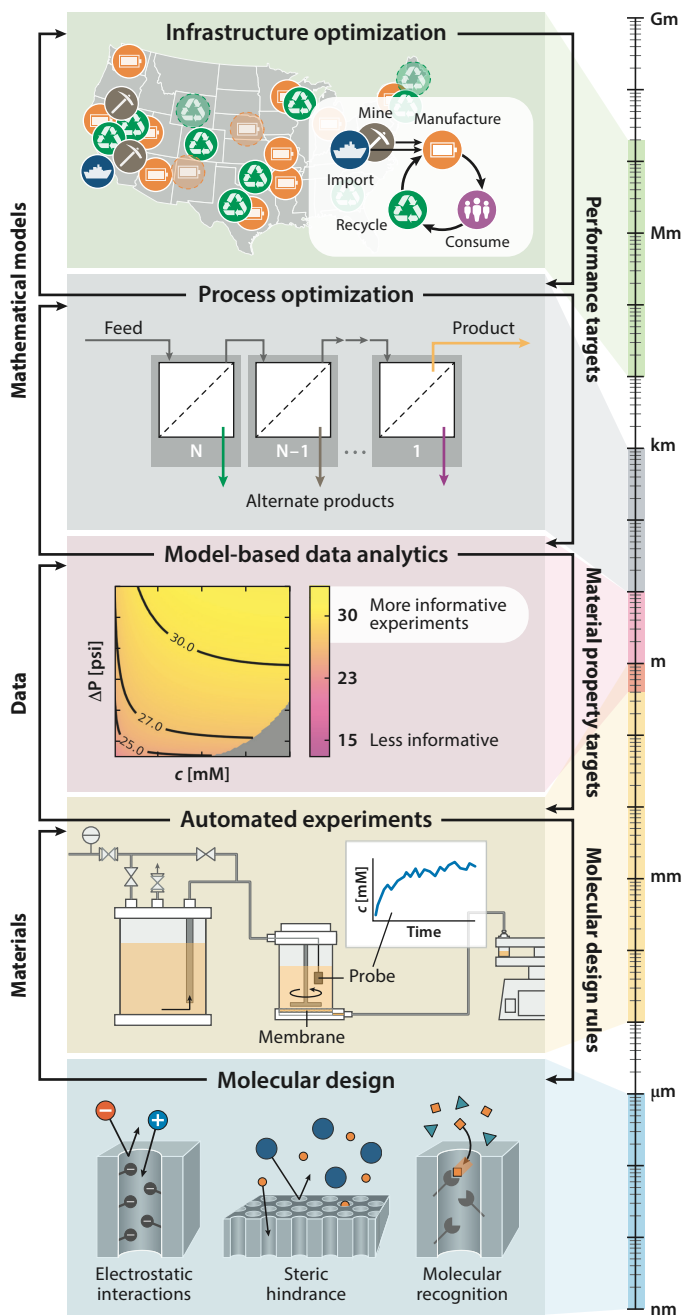 Infrastructure optimization
Mine
Manufacture
Import
Recycle
Consume
Mathematical models
Performance targets
Process optimization
Feed
Product
N
N–1
...
1
Alternate products
Model-based data analytics
Data
Material property targets
ΔP [psi]
30.0
27.0
25.0
c [mM]
30
More informative
experiments
23
15
Less informative
Automated experiments
Materials
Molecular design rules
c [mM]
Time
Probe
Membrane
Molecular design
Electrostatic
interactions
Steric
hindrance
Molecular
recognition
Gm
Mm
km
m
mm
μm
nm